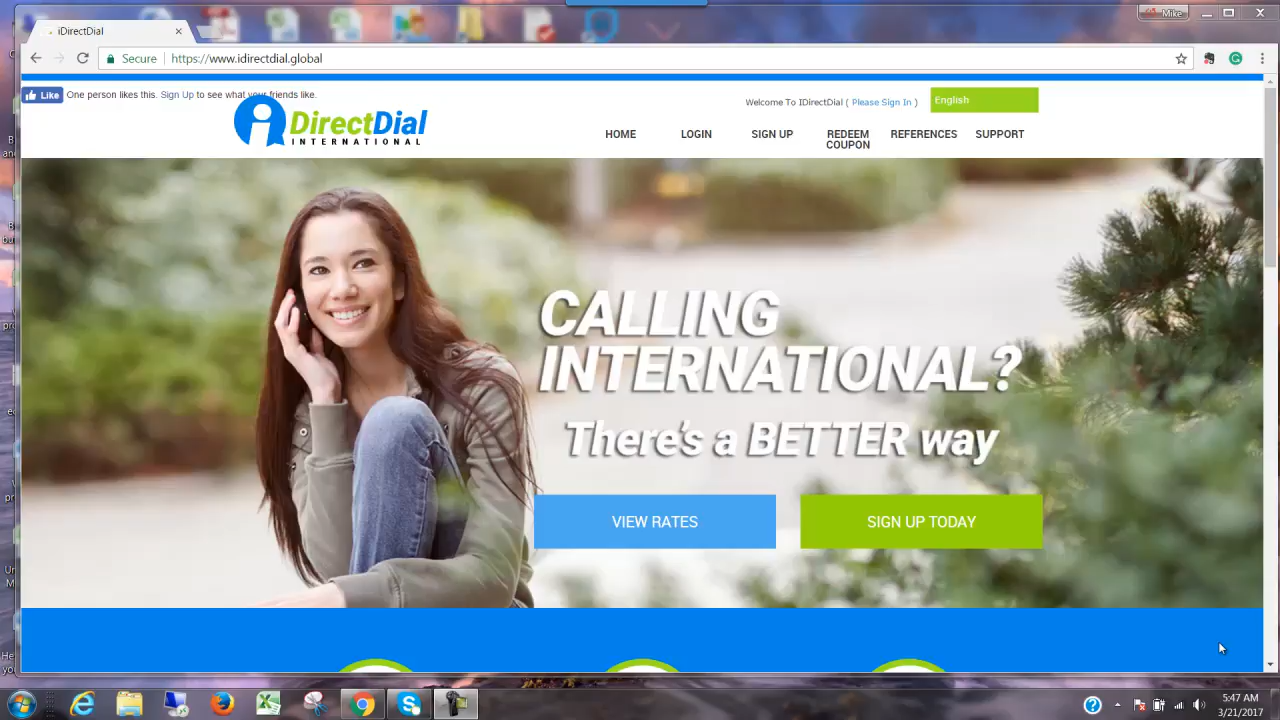 Mike
iDirectDial
Secure https://www.idirectdial.global
Like One person likes this. Sign Up to see what your friends like.
Welcome To IDirectDial ( Please Sign In )
English
iDirectDial
INTERNATIONAL
HOME
LOGIN
SIGN UP
REDEEM
COUPON
REFERENCES
SUPPORT
CALLING
INTERNATIONAL?
There's a BETTER way
VIEW RATES
SIGN UP TODAY
5:47 AM
3/21/2017